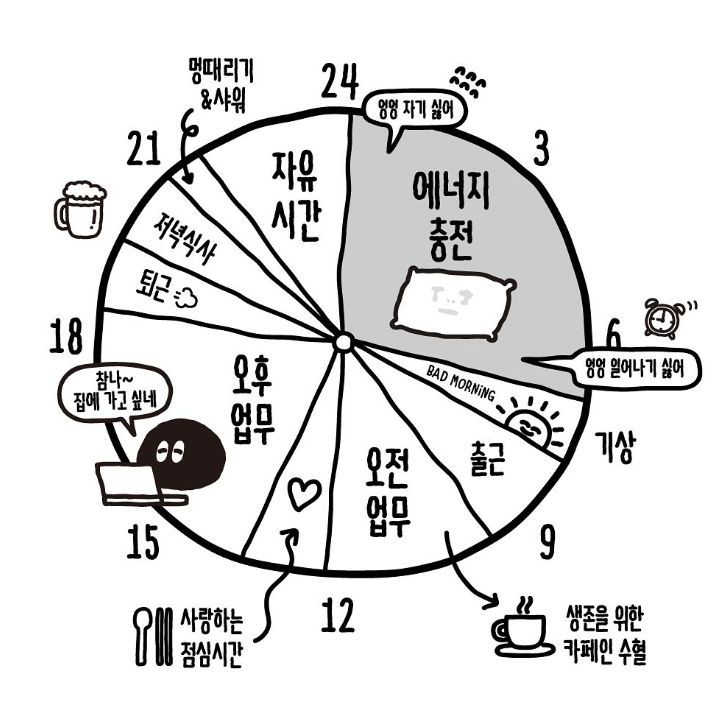 멍때리기
&샤워
24
엉엉 자기 싫어
21
3
자유
시간
에너지
충전
저녁식사
퇴근
18
6
엉엉 일어나기 싫어
BAD MORNING
참나~
집에 가고 싶네
오후
업무
기상
출근
오전
업무
15
9
12
사랑하는
점심시간
생존을 위한
카페인 수혈